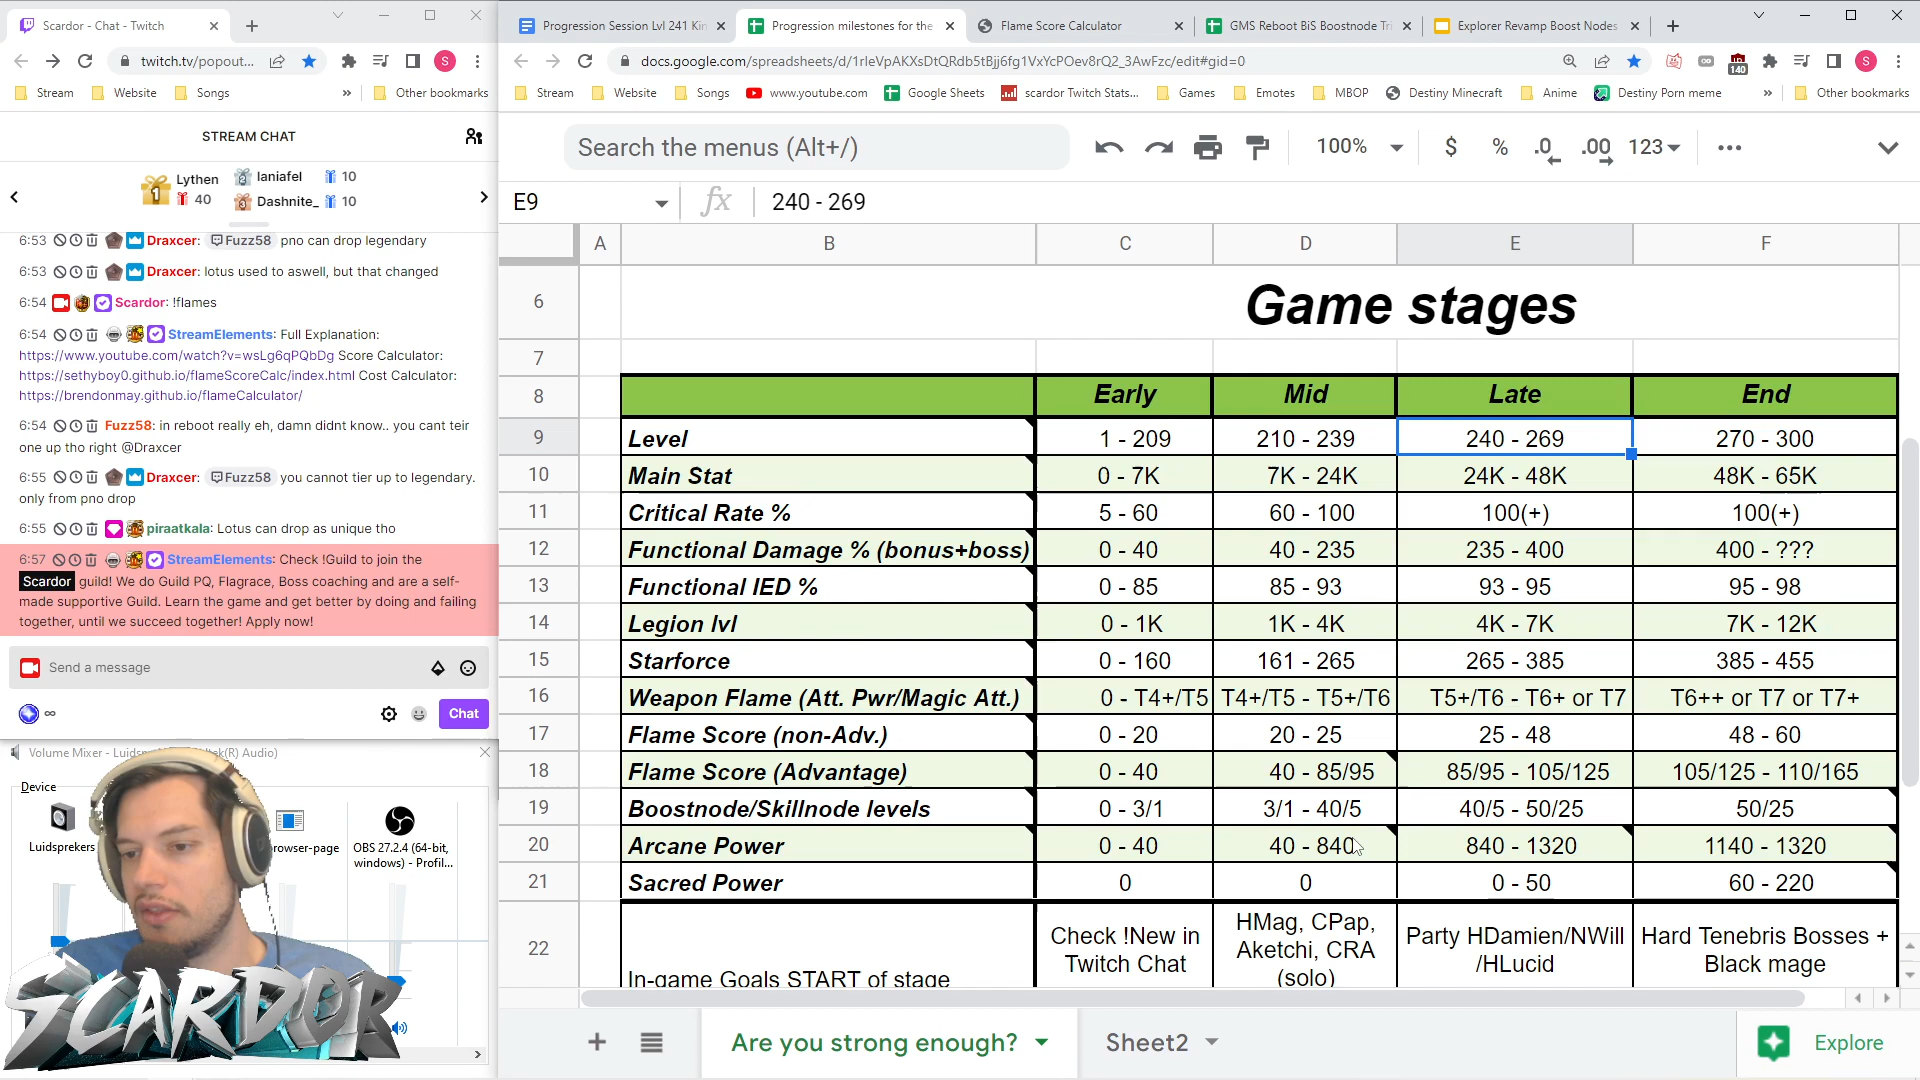 Scardor - Chat - Twitch
twitch.tv/popout...
S
Stream
Website
Songs
»
Other bookmarks
STREAM CHAT
1 Lythen
40
2 laniafel 10
3 Dashnite_ 10
6:53 Draxcer: Fuzz58 pno can drop legendary
6:53 Draxcer: lotus used to aswell, but that changed
6:54 Scardor: !flames
6:54 StreamElements: Full Explanation:
https://www.youtube.com/watch?v=wsLg6qPQbDg Score Calculator:
https://sethyboy0.github.io/flameScoreCalc/index.html Cost Calculator:
https://brendonmay.github.io/flameCalculator/
6:54 Fuzz58: in reboot really eh, damn didnt know.. you cant teir
one up tho right @Draxcer
6:55 Draxcer: Fuzz58 you cannot tier up to legendary.
only from pno drop
6:55 piraatkala: Lotus can drop as unique tho
6:57 StreamElements: Check !Guild to join the
Scardor guild! We do Guild PQ, Flagrace, Boss coaching and are a self-
made supportive Guild. Learn the game and get better by doing and failing
together, until we succeed together! Apply now!
Send a message
∞
Chat
Volume Mixer - Luidsp
k(R) Audio)
Device
Luidsprekers
rowser-page
OBS 27.2.4 (64-bit,
windows) - Profil...
SCARDOR
Progression Session Lvl 241 Kin
Progression milestones for the
Flame Score Calculator
GMS Reboot BiS Boostnode Tri
Explorer Revamp Boost Nodes
docs.google.com/spreadsheets/d/1rIeVpAKXsDtQRdb5tBjj6fg1VxYcPOev8rQ2_3AwFzc/edit#gid=0
140
S
Stream
Website
Songs
www.youtube.com
Google Sheets
scardor Twitch Stats...
Games
Emotes
MBOP
Destiny Minecraft
Anime
Destiny Porn meme
»
Other bookmarks
Search the menus (Alt+/)
100%
$
%
.0
.00
123
E9
fx
240 - 269
A B C D E F
6 Game stages
7
8 Early Mid Late End
9 Level 1 - 209 210 - 239 240 - 269 270 - 300
10 Main Stat 0 - 7K 7K - 24K 24K - 48K 48K - 65K
11 Critical Rate % 5 - 60 60 - 100 100(+) 100(+)
12 Functional Damage % (bonus+boss) 0 - 40 40 - 235 235 - 400 400 - ???
13 Functional IED % 0 - 85 85 - 93 93 - 95 95 - 98
14 Legion lvl 0 - 1K 1K - 4K 4K - 7K 7K - 12K
15 Starforce 0 - 160 161 - 265 265 - 385 385 - 455
16 Weapon Flame (Att. Pwr/Magic Att.) 0 - T4+/T5 T4+/T5 - T5+/T6 T5+/T6 - T6+ or T7 T6++ or T7 or T7+
17 Flame Score (non-Adv.) 0 - 20 20 - 25 25 - 48 48 - 60
18 Flame Score (Advantage) 0 - 40 40 - 85/95 85/95 - 105/125 105/125 - 110/165
19 Boostnode/Skillnode levels 0 - 3/1 3/1 - 40/5 40/5 - 50/25 50/25
20 Arcane Power 0 - 40 40 - 840 840 - 1320 1140 - 1320
21 Sacred Power 0 0 0 - 50 60 - 220
22 In-game Goals START of stage
Check !New in
Twitch Chat
HMag, CPap,
Aketchi, CRA
(solo)
Party HDamien/NWill
/HLucid
Hard Tenebris Bosses +
Black mage
Are you strong enough?
Sheet2
Explore